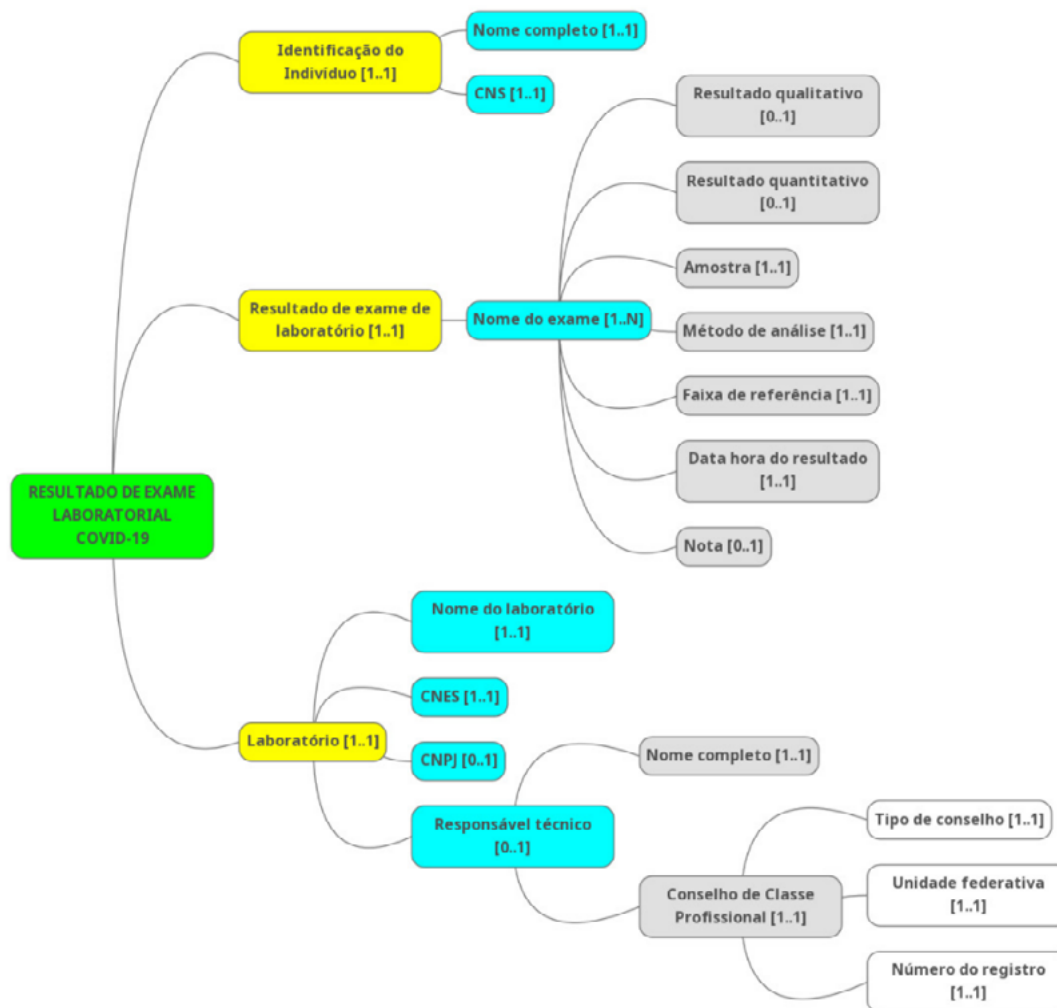 Identificação do
Indivíduo [1..1]
Nome completo [1..1]
CNS [1..1]
Resultado de exame de
laboratório [1..1]
Nome do exame [1..N]
Resultado qualitativo
[0..1]
Resultado quantitativo
[0..1]
Amostra [1..1]
Método de análise [1..1]
Faixa de referência [1..1]
Data hora do resultado
[1..1]
Nota [0..1]
RESULTADO DE EXAME
LABORATORIAL
COVID-19
Laboratório [1..1]
Nome do laboratório
[1..1]
CNES [1..1]
CNPJ [0..1]
Responsável técnico
[0..1]
Nome completo [1..1]
Conselho de Classe
Profissional [1..1]
Tipo de conselho [1..1]
Unidade federativa
[1..1]
Número do registro
[1..1]